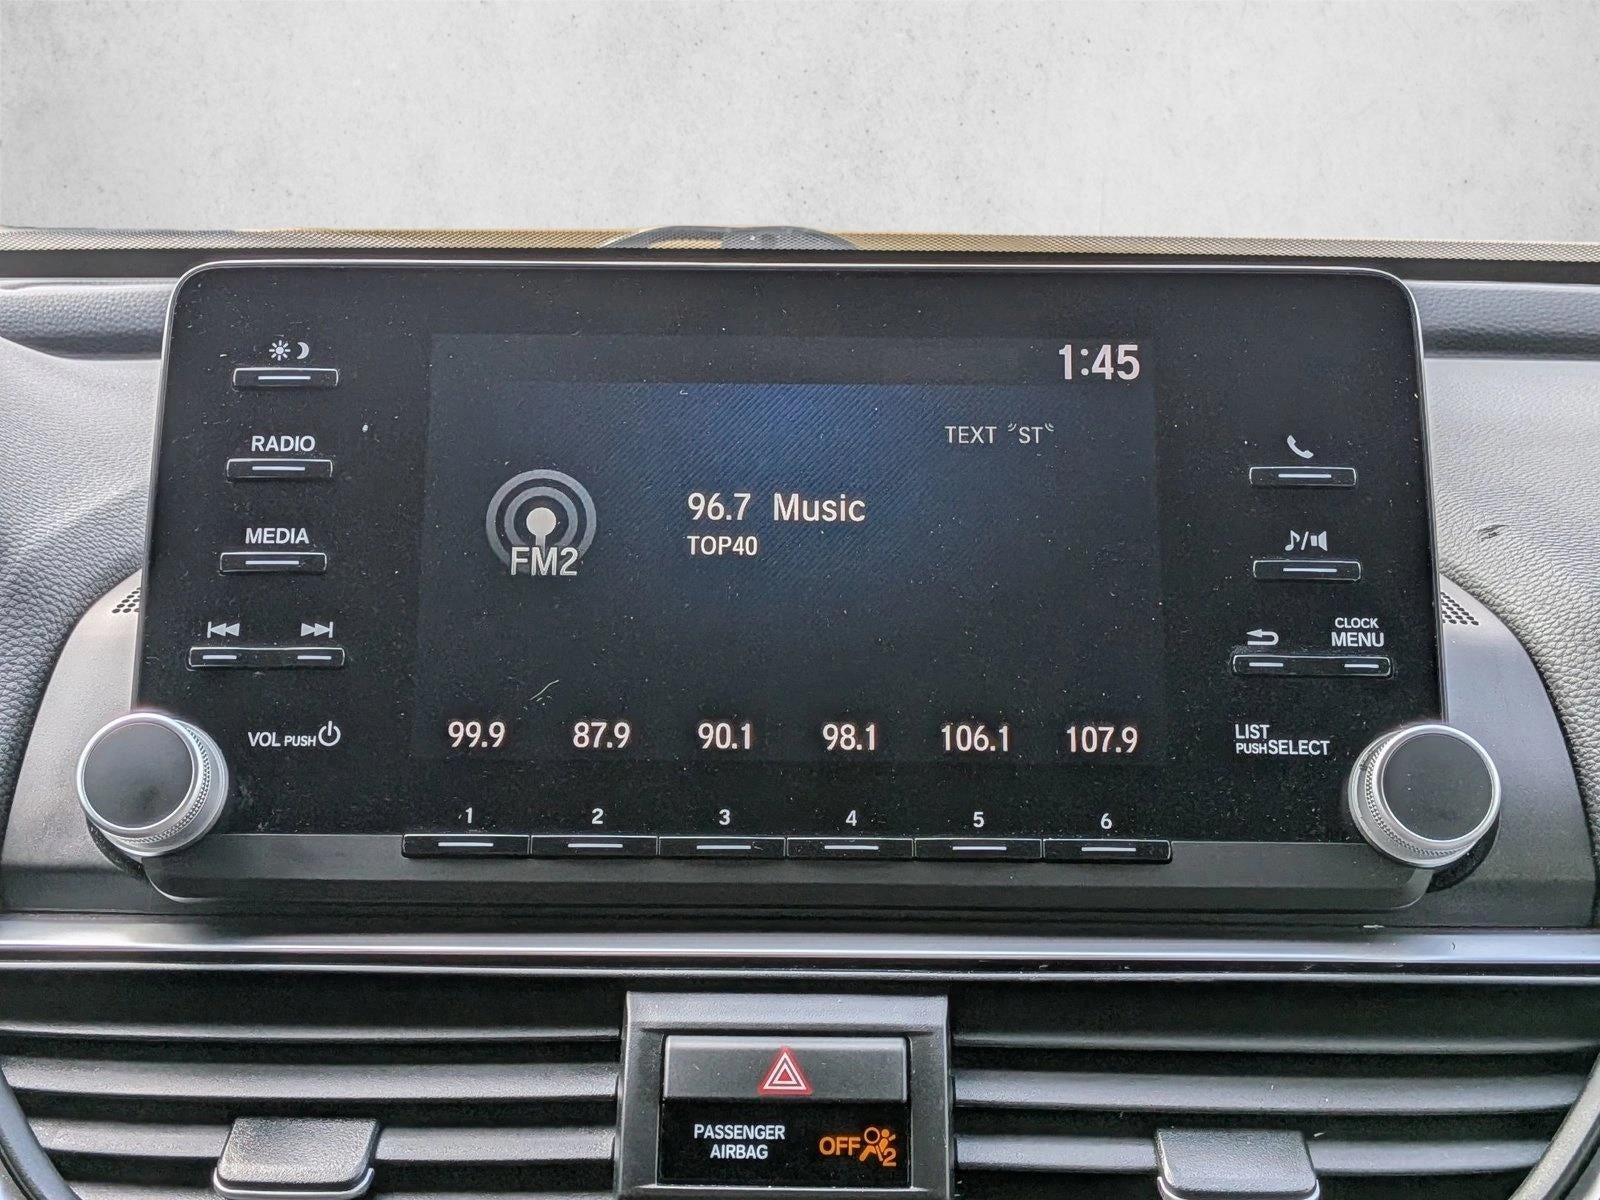 1:45
RADIO
TEXT "ST"
MEDIA
96.7 Music
TOP40
FM2
CLOCK
MENU
VOL PUSH
LIST
PUSH SELECT
99.9 87.9 90.1 98.1 106.1 107.9
1 2 3 4 5 6
PASSENGER
AIRBAG
OFF
2